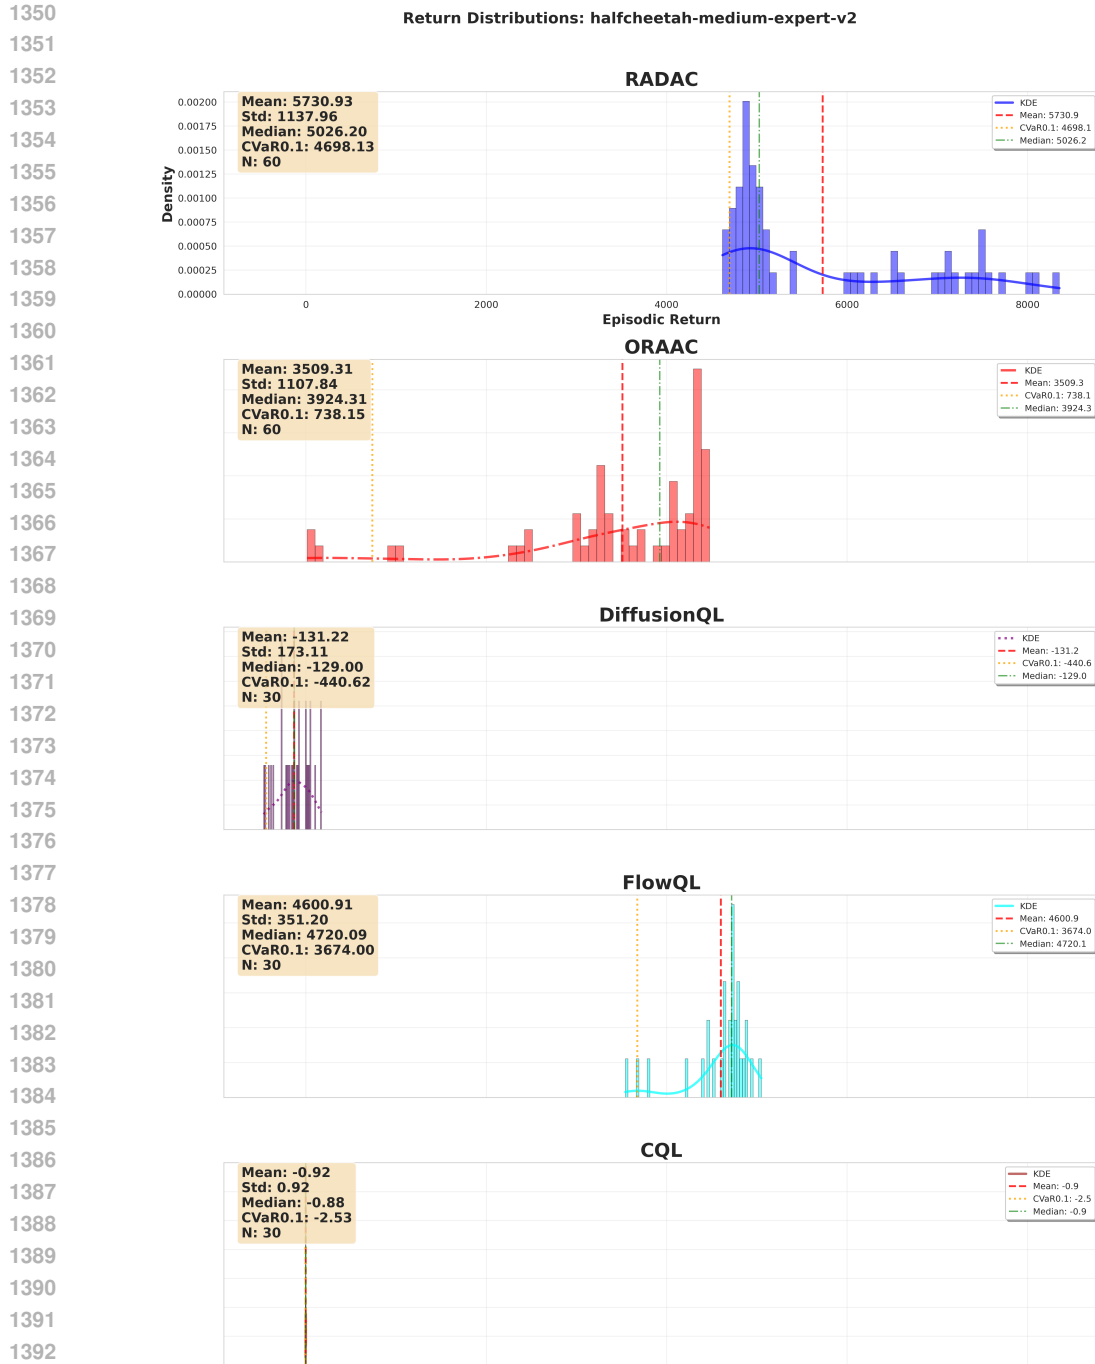 1350
Return Distributions: halfcheetah-medium-expert-v2
1351
1352
RADAC
1353
1354
1355
1356
1357
1358
1359
1360
Mean: 5730.93
Std: 1137.96
Median: 5026.20
CVaR0.1: 4698.13
N: 60
KDE
Mean: 5730.9
CVaR0.1: 4698.1
Median: 5026.2
Density
0.00200
0.00175
0.00150
0.00125
0.00100
0.00075
0.00050
0.00025
0.00000
0 2000 4000 6000 8000
Episodic Return
ORAAC
1361
1362
1363
1364
1365
1366
1367
1368
Mean: 3509.31
Std: 1107.84
Median: 3924.31
CVaR0.1: 738.15
N: 60
KDE
Mean: 3509.3
CVaR0.1: 738.1
Median: 3924.3
DiffusionQL
1369
1370
1371
1372
1373
1374
1375
1376
1377
Mean: -131.22
Std: 173.11
Median: -129.00
CVaR0.1: -440.62
N: 30
KDE
Mean: -131.2
CVaR0.1: -440.6
Median: -129.0
FlowQL
1378
1379
1380
1381
1382
1383
1384
1385
Mean: 4600.91
Std: 351.20
Median: 4720.09
CVaR0.1: 3674.00
N: 30
KDE
Mean: 4600.9
CVaR0.1: 3674.0
Median: 4720.1
CQL
1386
1387
1388
1389
1390
1391
1392
Mean: -0.92
Std: 0.92
Median: -0.88
CVaR0.1: -2.53
N: 30
KDE
Mean: -0.9
CVaR0.1: -2.5
Median: -0.9